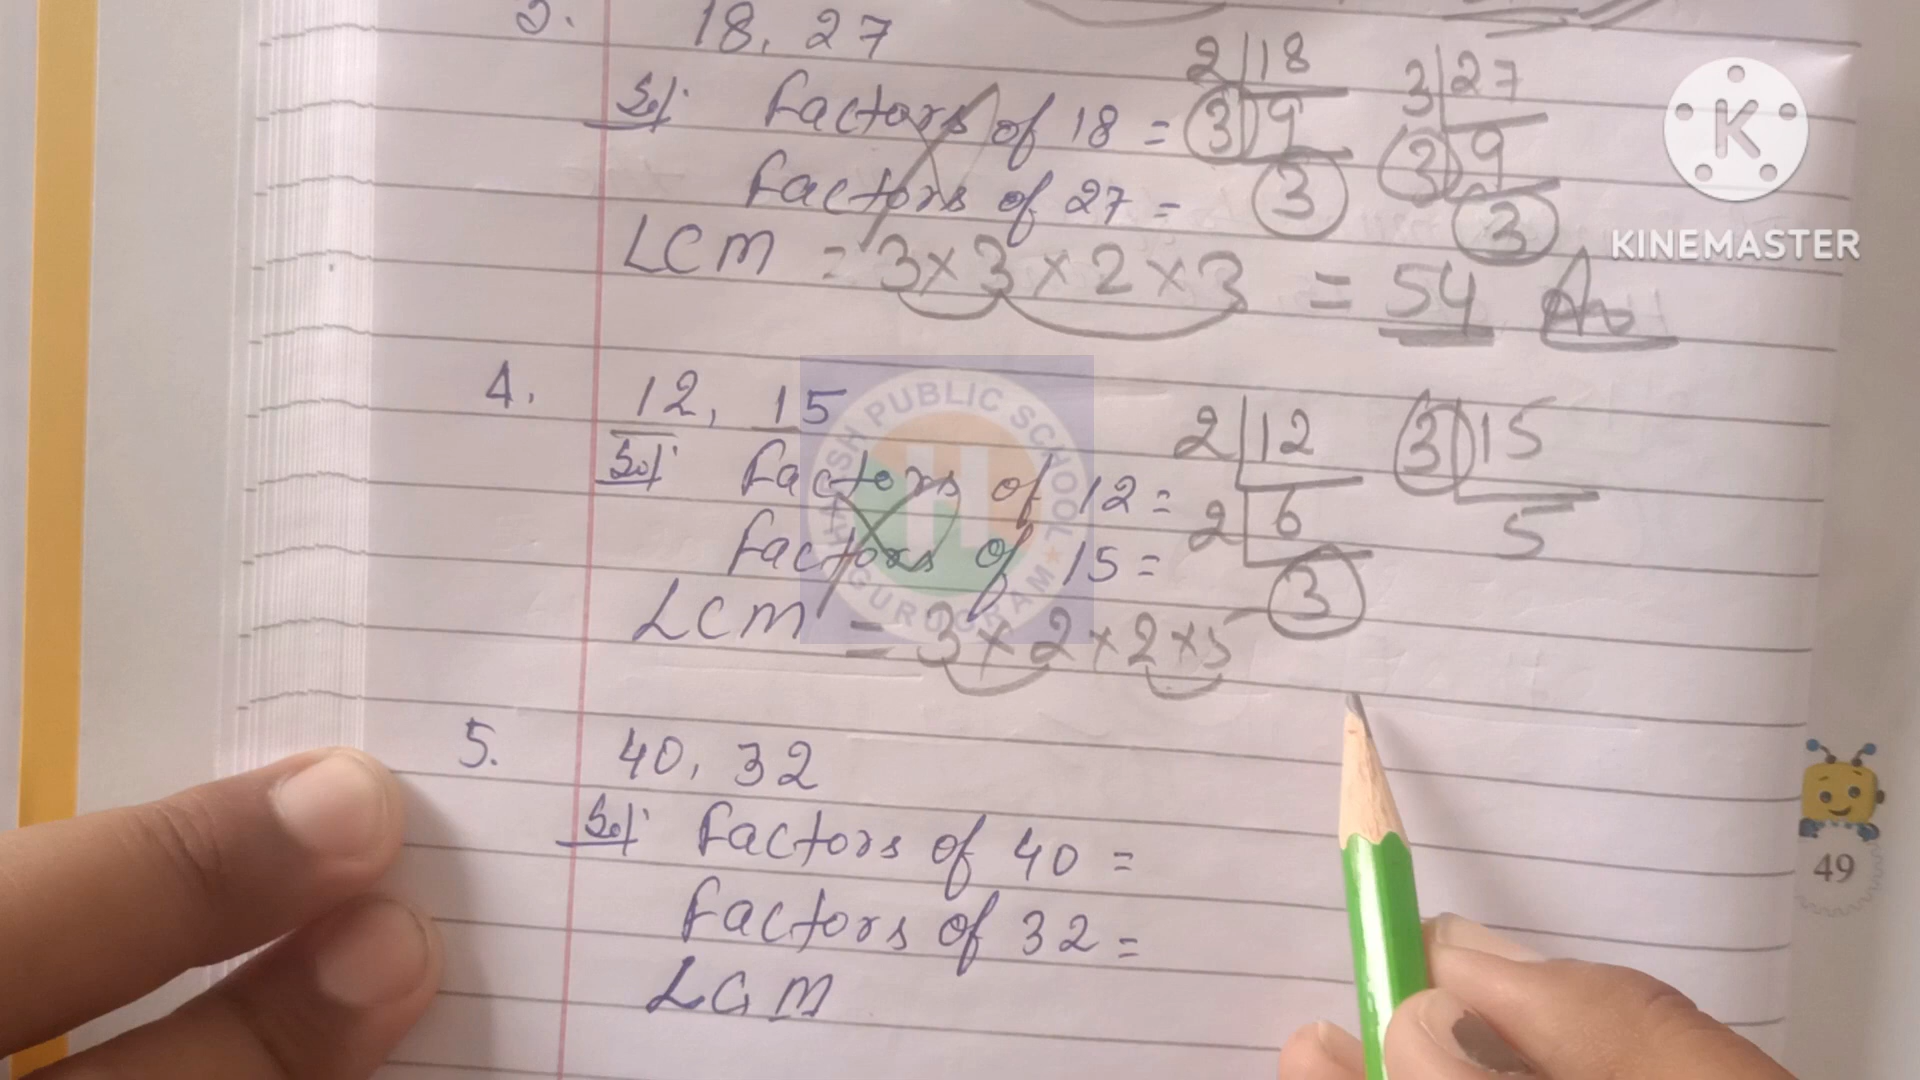 3. 18, 27
2 | 18 3 | 27
Sol: Factors of 18 = 3 | 9 3 | 9
Factors of 27 = 3 3
LCM = 3 × 3 × 2 × 3 = 54 Ans
4. 12, 15
2 | 12 3 | 15
Sol: Factors of 12 = 2 | 6 5
Factors of 15 = 3
LCM = 3 × 2 × 2 × 5
5. 40, 32
Sol: Factors of 40 =
Factors of 32 =
LCM
KINEMASTER
PUBLIC SCHOOL
GURUGRAM
49